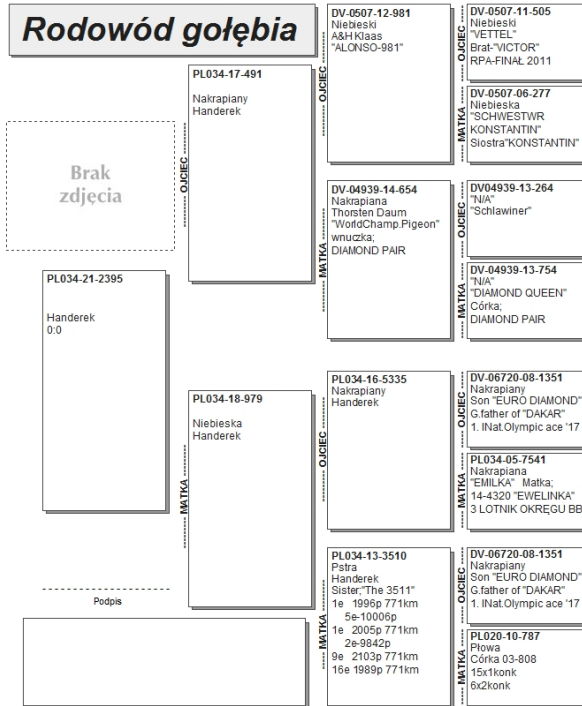 Rodowód gołębia
Brak
zdjęcia
PL034-21-2395
Handerek
0:0
Podpis
OJCIEC
PL034-17-491
Nakrapiany
Handerek
MATKA
PL034-18-979
Niebieska
Handerek
OJCIEC
DV-0507-12-981
Niebieski
A&H Klaas
"ALONSO-981"
MATKA
DV-04939-14-654
Nakrapiana
Thorsten Daum
"WorldChamp.Pigeon"
wnuczka;
DIAMOND PAIR
OJCIEC
PL034-16-5335
Nakrapiany
Handerek
MATKA
PL034-13-3510
Pstra
Handerek
Sister;"The 3511"
1e 1996p 771km
5e-10006p
1e 2005p 771km
2e-9842p
9e 2103p 771km
16e 1989p 771km
OJCIEC
DV-0507-11-505
Niebieski
"VETTEL"
Brat-"VICTOR"
RPA-FINAŁ 2011
MATKA
DV-0507-06-277
Niebieska
"SCHWESTWR
KONSTANTIN"
Siostra"KONSTANTIN"
OJCIEC
DV04939-13-264
"N/A"
"Schlawiner"
MATKA
DV-04939-13-754
"N/A"
"DIAMOND QUEEN"
Córka;
DIAMOND PAIR
OJCIEC
DV-06720-08-1351
Nakrapiany
Son "EURO DIAMOND"
G.father of "DAKAR"
1. INat.Olympic ace '17
MATKA
PL034-05-7541
Nakrapiana
"EMILKA" Matka;
14-4320 "EWELINKA"
3 LOTNIK OKRĘGU BB
OJCIEC
DV-06720-08-1351
Nakrapiany
Son "EURO DIAMOND"
G.father of "DAKAR"
1. INat.Olympic ace '17
MATKA
PL020-10-787
Płowa
Córka 03-808
15x1konk
6x2konk